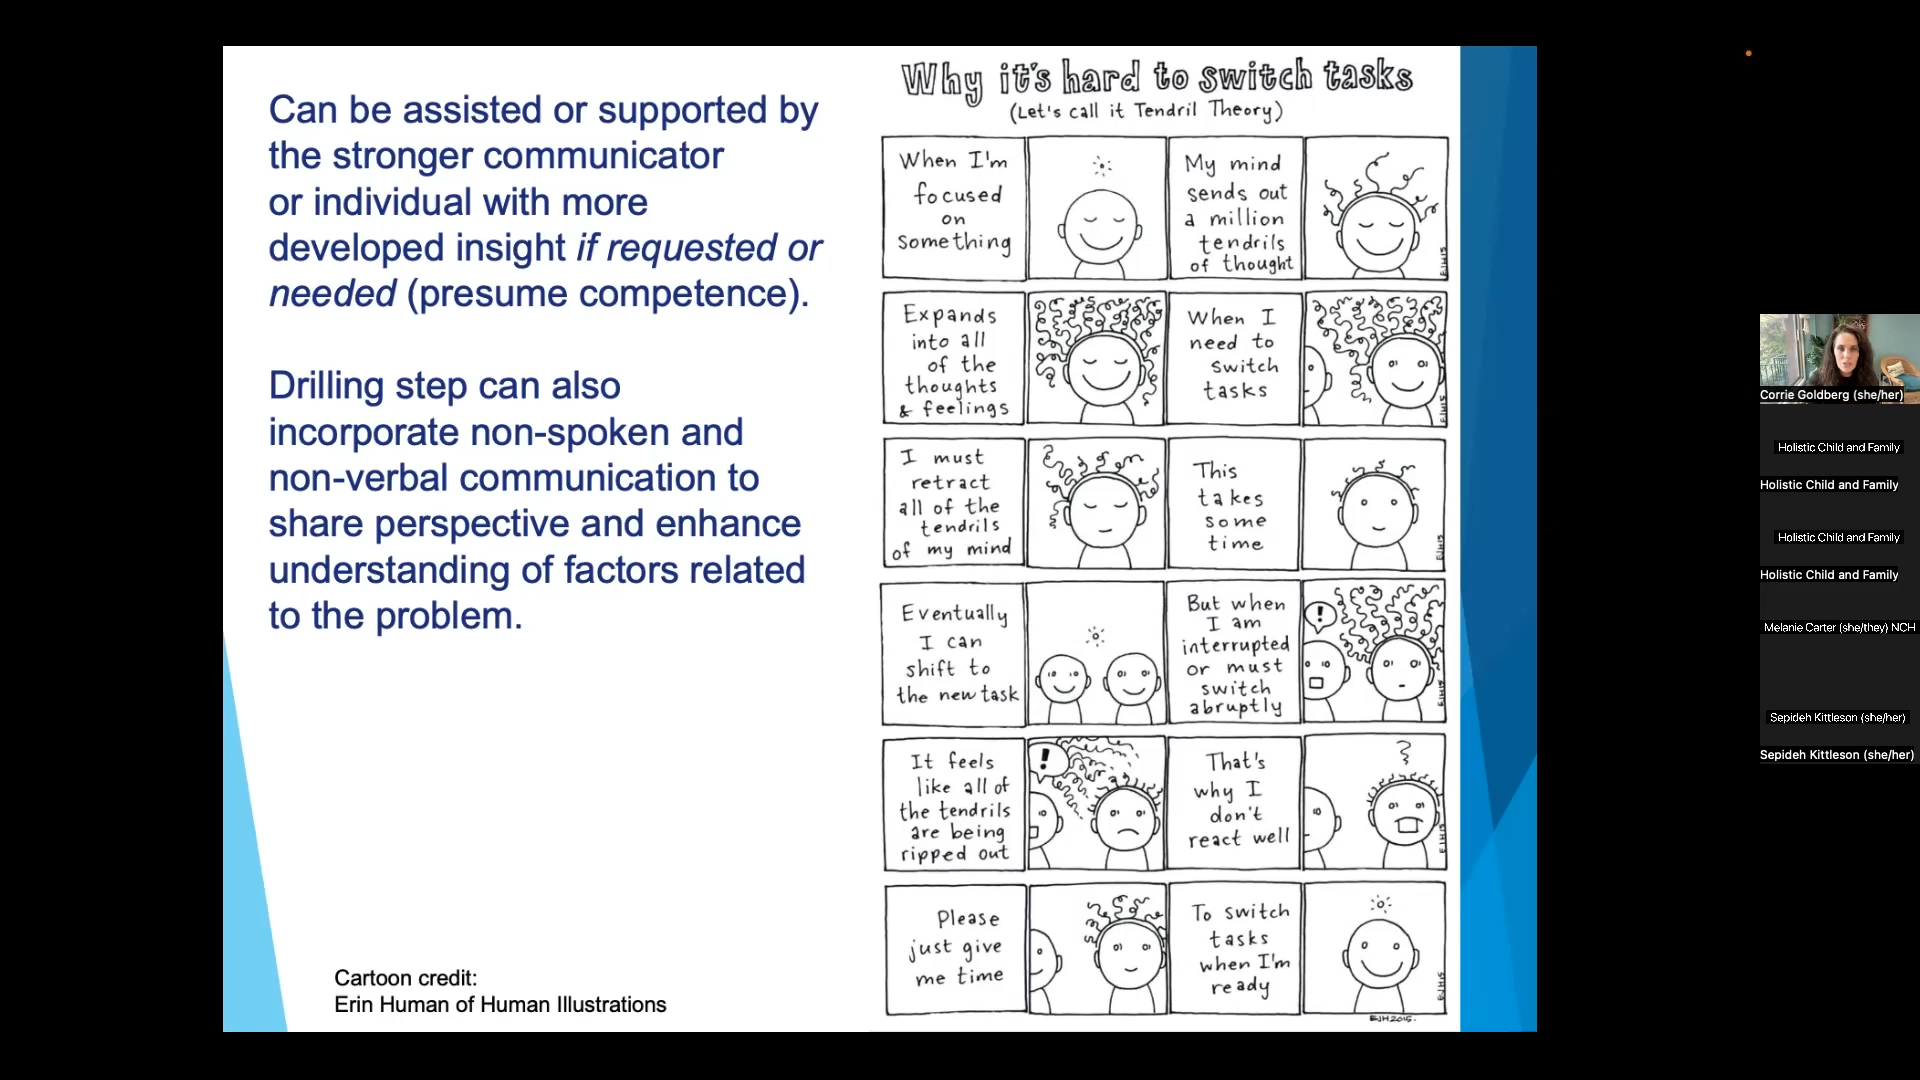 Can be assisted or supported by
the stronger communicator
or individual with more
developed insight if requested or
needed (presume competence).
Drilling step can also
incorporate non-spoken and
non-verbal communication to
share perspective and enhance
understanding of factors related
to the problem.
Cartoon credit:
Erin Human of Human Illustrations
Why it's hard to switch tasks
(Let's call it Tendril Theory)
When I'm
focused
on
something
My mind
sends out
a million
tendrils
of thought
EJH15
Expands
into all
of the
thoughts
& feelings
When I
need to
switch
tasks
EJH15
I must
retract
all of the
tendrils
of my mind
This
takes
some
time
EJH15
Eventually
I can
shift to
the new task
But when
I am
interrupted
or must
switch
abruptly
!
EJH15
It feels
like all of
the tendrils
are being
ripped out
!
That's
why I
don't
react well
EJH15
Please
just give
me time
To switch
tasks
when I'm
ready
EJH15
EJH2015.
Corrie Goldberg (she/her)
Holistic Child and Family
Holistic Child and Family
Holistic Child and Family
Holistic Child and Family
Melanie Carter (she/they) NCH
Sepideh Kittleson (she/her)
Sepideh Kittleson (she/her)